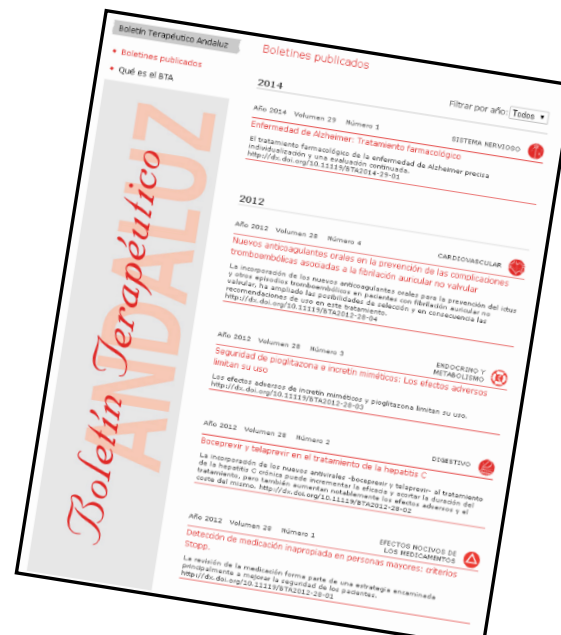 Boletín Terapéutico Andaluz
• Boletines publicados
• Qué es el BTA
ANDALUZ
Boletín Terapéutico
Boletines publicados
2014
Filtrar por año: Todos
Año 2014 Volumen 29 Número 1
SISTEMA NERVIOSO
Enfermedad de Alzheimer: Tratamiento farmacológico
El tratamiento farmacológico de la enfermedad de Alzheimer precisa
individualización y una evaluación continuada.
http://dx.doi.org/10.11119/BTA2014-29-01
2012
Año 2012 Volumen 28 Número 4
CARDIOVASCULAR
Nuevos anticoagulantes orales en la prevención de las complicaciones
tromboembólicas asociadas a la fibrilación auricular no valvular
La incorporación de los nuevos anticoagulantes orales para la prevención del ictus
y otros episodios tromboembólicos en pacientes con fibrilación auricular no
valvular, ha ampliado las posibilidades de selección y en consecuencia las
recomendaciones de uso en este tratamiento.
http://dx.doi.org/10.11119/BTA2012-28-04
Año 2012 Volumen 28 Número 3
ENDOCRINO Y
METABOLISMO
Seguridad de pioglitazona e incretín miméticos: Los efectos adversos
limitan su uso
Los efectos adversos de incretín miméticos y pioglitazona limitan su uso.
http://dx.doi.org/10.11119/BTA2012-28-03
Año 2012 Volumen 28 Número 2
DIGESTIVO
Boceprevir y telaprevir en el tratamiento de la hepatitis C
La incorporación de los nuevos antivirales -boceprevir y telaprevir- al tratamiento
de la hepatitis C crónica puede incrementar la eficacia y acortar la duración del
tratamiento, pero también aumentan notablemente los efectos adversos y el
coste del mismo. http://dx.doi.org/10.11119/BTA2012-28-02
Año 2012 Volumen 28 Número 1
EFECTOS NOCIVOS DE
LOS MEDICAMENTOS
Detección de medicación inapropiada en personas mayores: criterios
Stopp.
La revisión de la medicación forma parte de una estrategia encaminada
principalmente a mejorar la seguridad de los pacientes.
http://dx.doi.org/10.11119/BTA2012-28-01